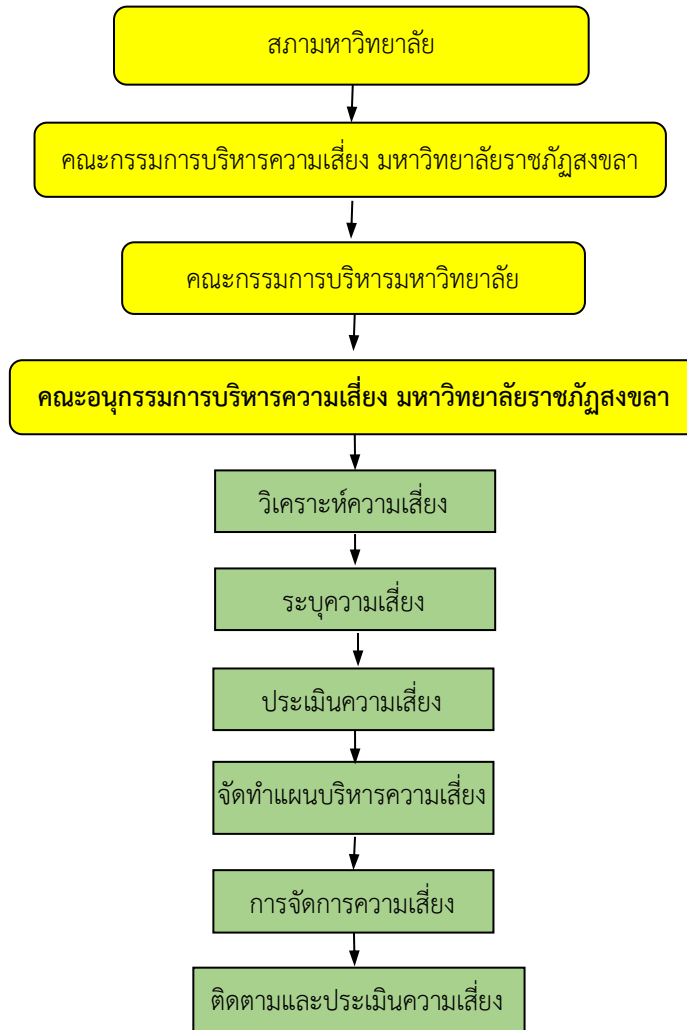 สภามหาวิทยาลัย
คณะกรรมการบริหารความเสี่ยง มหาวิทยาลัยราชภัฏสงขลา
คณะกรรมการบริหารมหาวิทยาลัย
คณะอนุกรรมการบริหารความเสี่ยง มหาวิทยาลัยราชภัฏสงขลา
วิเคราะห์ความเสี่ยง
ระบุความเสี่ยง
ประเมินความเสี่ยง
จัดทำแผนบริหารความเสี่ยง
การจัดการความเสี่ยง
ติดตามและประเมินความเสี่ยง